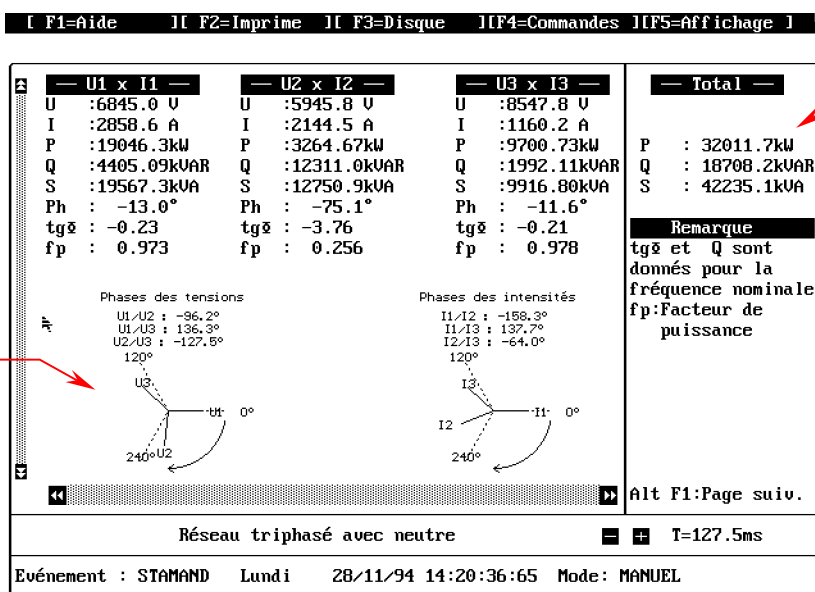 [ F1=Aide ][ F2=Imprime ][ F3=Disque ][F4=Commandes ][F5=Affichage ]
— U1 x I1 —
U :6845.0 V
I :2858.6 A
P :19046.3kW
Q :4405.09kVAR
S :19567.3kVA
Ph : -13.0°
tgΦ : -0.23
fp : 0.973
— U2 x I2 —
U :5945.8 V
I :2144.5 A
P :3264.67kW
Q :12311.0kVAR
S :12750.9kVA
Ph : -75.1°
tgΦ : -3.76
fp : 0.256
— U3 x I3 —
U :8547.8 V
I :1160.2 A
P :9700.73kW
Q :1992.11kVAR
S :9916.80kVA
Ph : -11.6°
tgΦ : -0.21
fp : 0.978
— Total —
P : 32011.7kW
Q : 18708.2kVAR
S : 42235.1kVA
Remarque
tgΦ et Q sont
donnés pour la
fréquence nominale
fp:Facteur de
puissance
Phases des tensions
U1/U2 : -96.2°
U1/U3 : 136.3°
U2/U3 : -127.5°
120°
U3
U1 0°
240° U2
Phases des intensités
I1/I2 : -158.3°
I1/I3 : 137.7°
I2/I3 : -64.0°
120°
I3
I1 0°
I2
240°
Alt F1:Page suiv.
Réseau triphasé avec neutre
- + T=127.5ms
Evénement : STAMAND Lundi 28/11/94 14:20:36:65 Mode: MANUEL